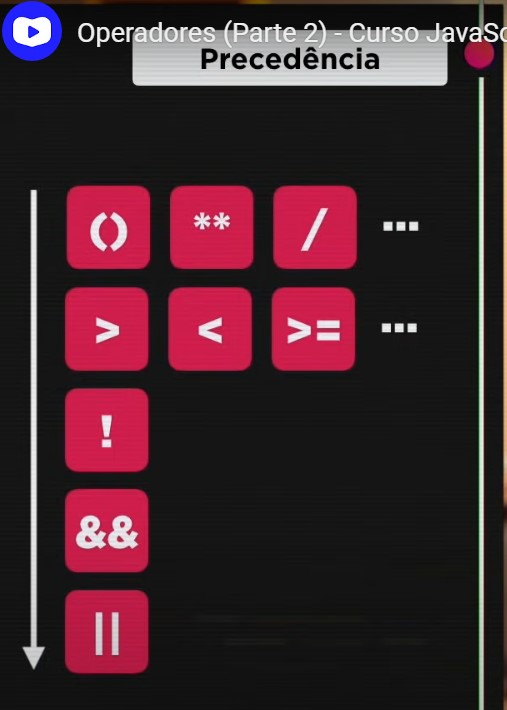 Operadores (Parte 2) - Curso JavaSc
Precedência
() ** / ...
> < >= ...
!
&&
||